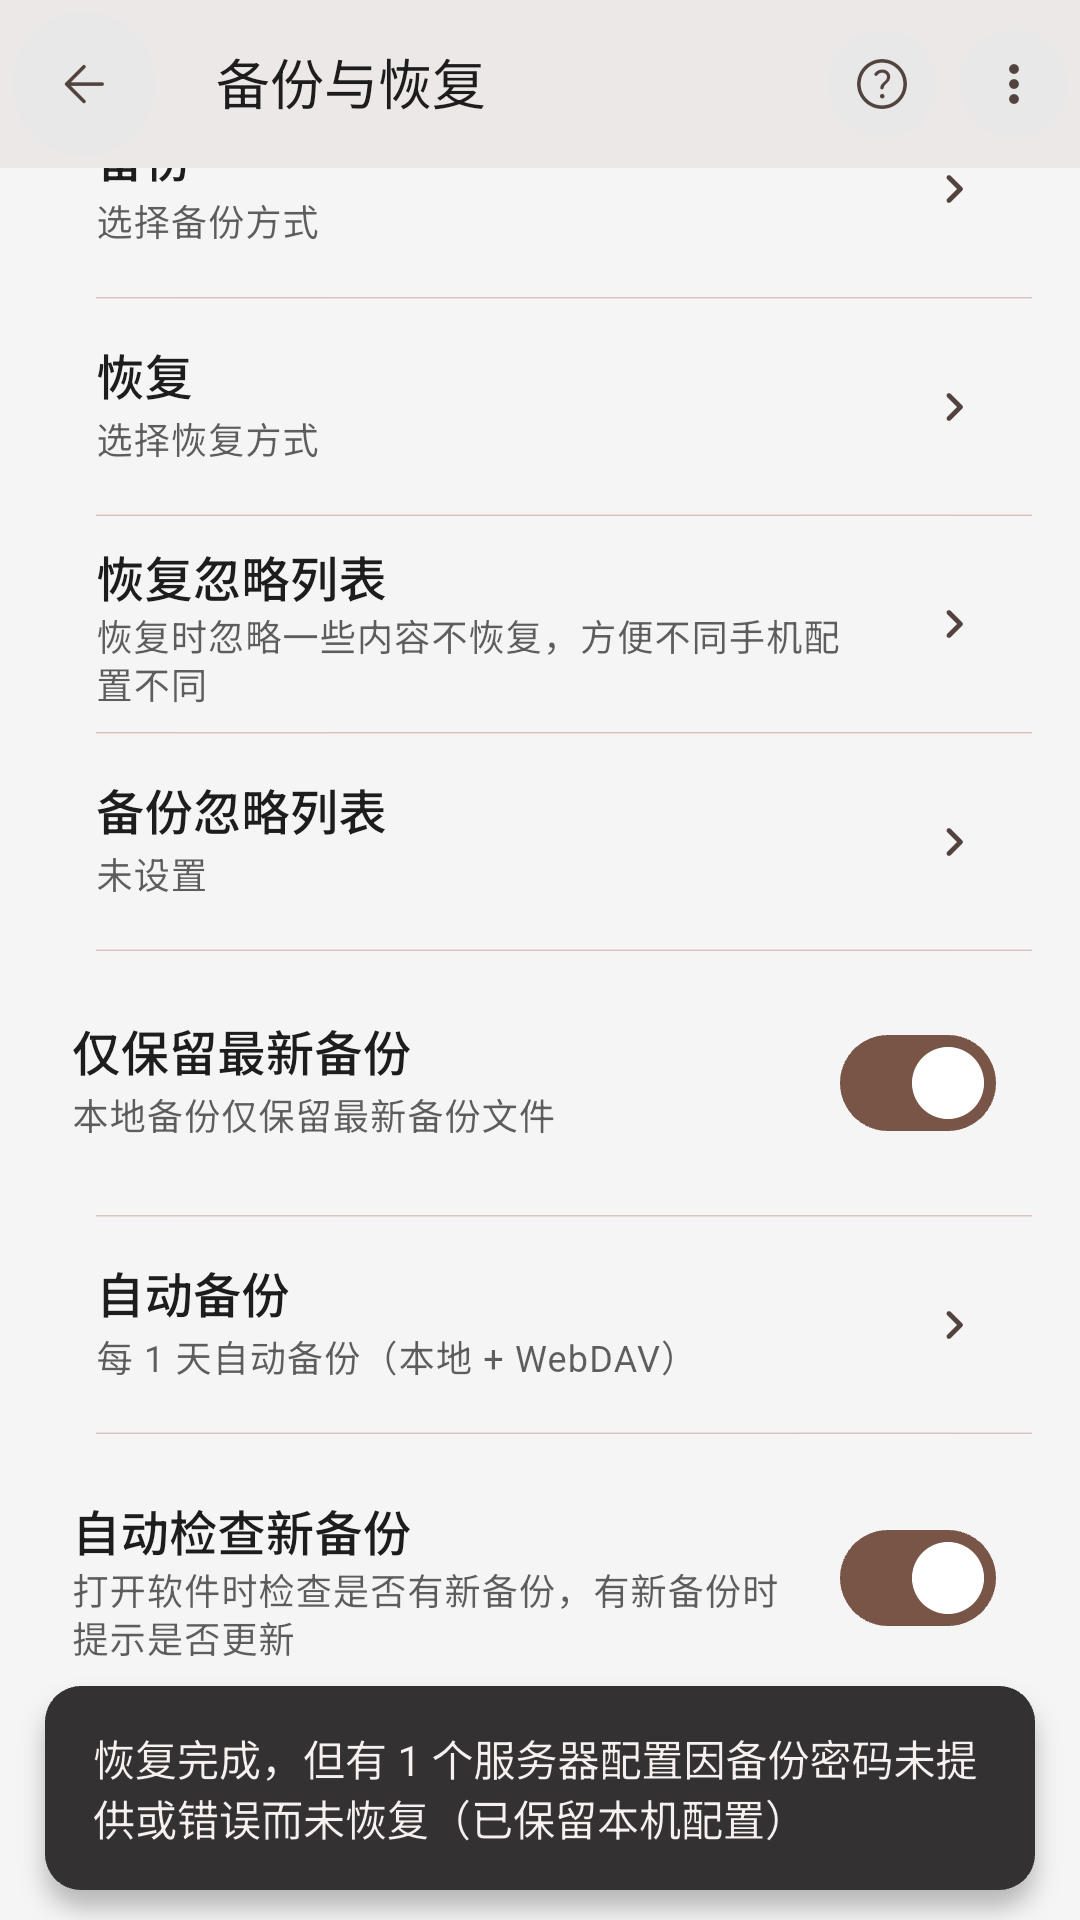 备份与恢复
备份
选择备份方式
恢复
选择恢复方式
恢复忽略列表
恢复时忽略一些内容不恢复，方便不同手机配
置不同
备份忽略列表
未设置
仅保留最新备份
本地备份仅保留最新备份文件
自动备份
每 1 天自动备份（本地 + WebDAV）
自动检查新备份
打开软件时检查是否有新备份，有新备份时
提示是否更新
恢复完成，但有 1 个服务器配置因备份密码未提
供或错误而未恢复（已保留本机配置）